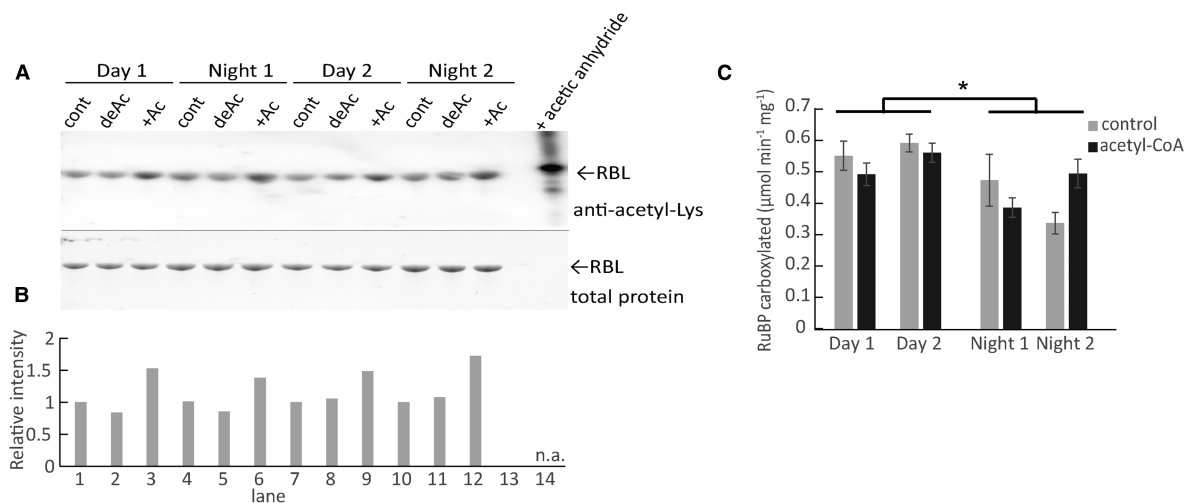 A
Day 1 Night 1 Day 2 Night 2
cont deAc +Ac cont deAc +Ac cont deAc +Ac cont deAc +Ac + acetic anhydride
←RBL
anti-acetyl-Lys
←RBL
total protein
B
Relative intensity
2
1.5
1
0.5
0
n.a.
1 2 3 4 5 6 7 8 9 10 11 12 13 14
lane
C
RuBP carboxylated (µmol min⁻¹ mg⁻¹)
*
control
acetyl-CoA
0.7
0.6
0.5
0.4
0.3
0.2
0.1
0
Day 1 Day 2 Night 1 Night 2